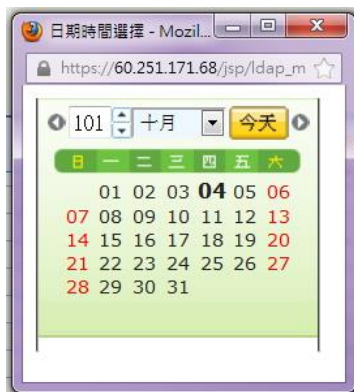 日期時間選擇 - Mozil...
https://60.251.171.68/jsp/ldap_m
101 十月 今天
日 一 二 三 四 五 六
01 02 03 04 05 06
07 08 09 10 11 12 13
14 15 16 17 18 19 20
21 22 23 24 25 26 27
28 29 30 31